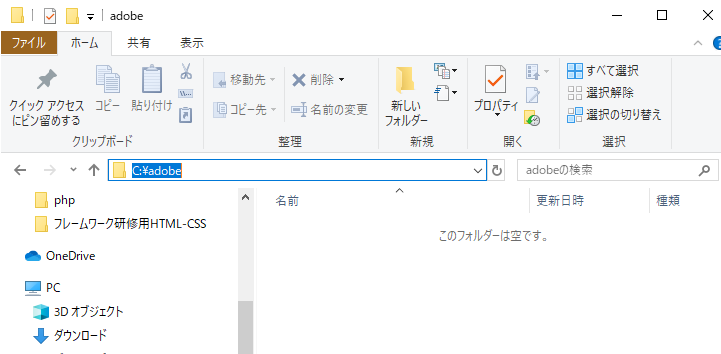 adobe
ファイル ホーム 共有 表示
クイック アクセス
にピン留めする
コピー
貼り付け
クリップボード
移動先
コピー先
削除
名前の変更
整理
新しい
フォルダー
新規
プロパティ
開く
すべて選択
選択解除
選択の切り替え
選択
C:¥adobe
adobeの検索
php
フレームワーク研修用HTML-CSS
OneDrive
PC
3D オブジェクト
ダウンロード
名前 更新日時 種類
このフォルダーは空です。